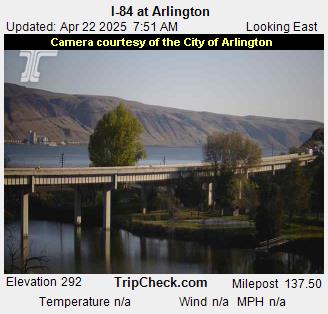 I-84 at Arlington
Updated: Apr 22 2025 7:51 AM Looking East
Camera courtesy of the City of Arlington
Elevation 292 TripCheck.com Milepost 137.50
Temperature n/a Wind n/a MPH n/a